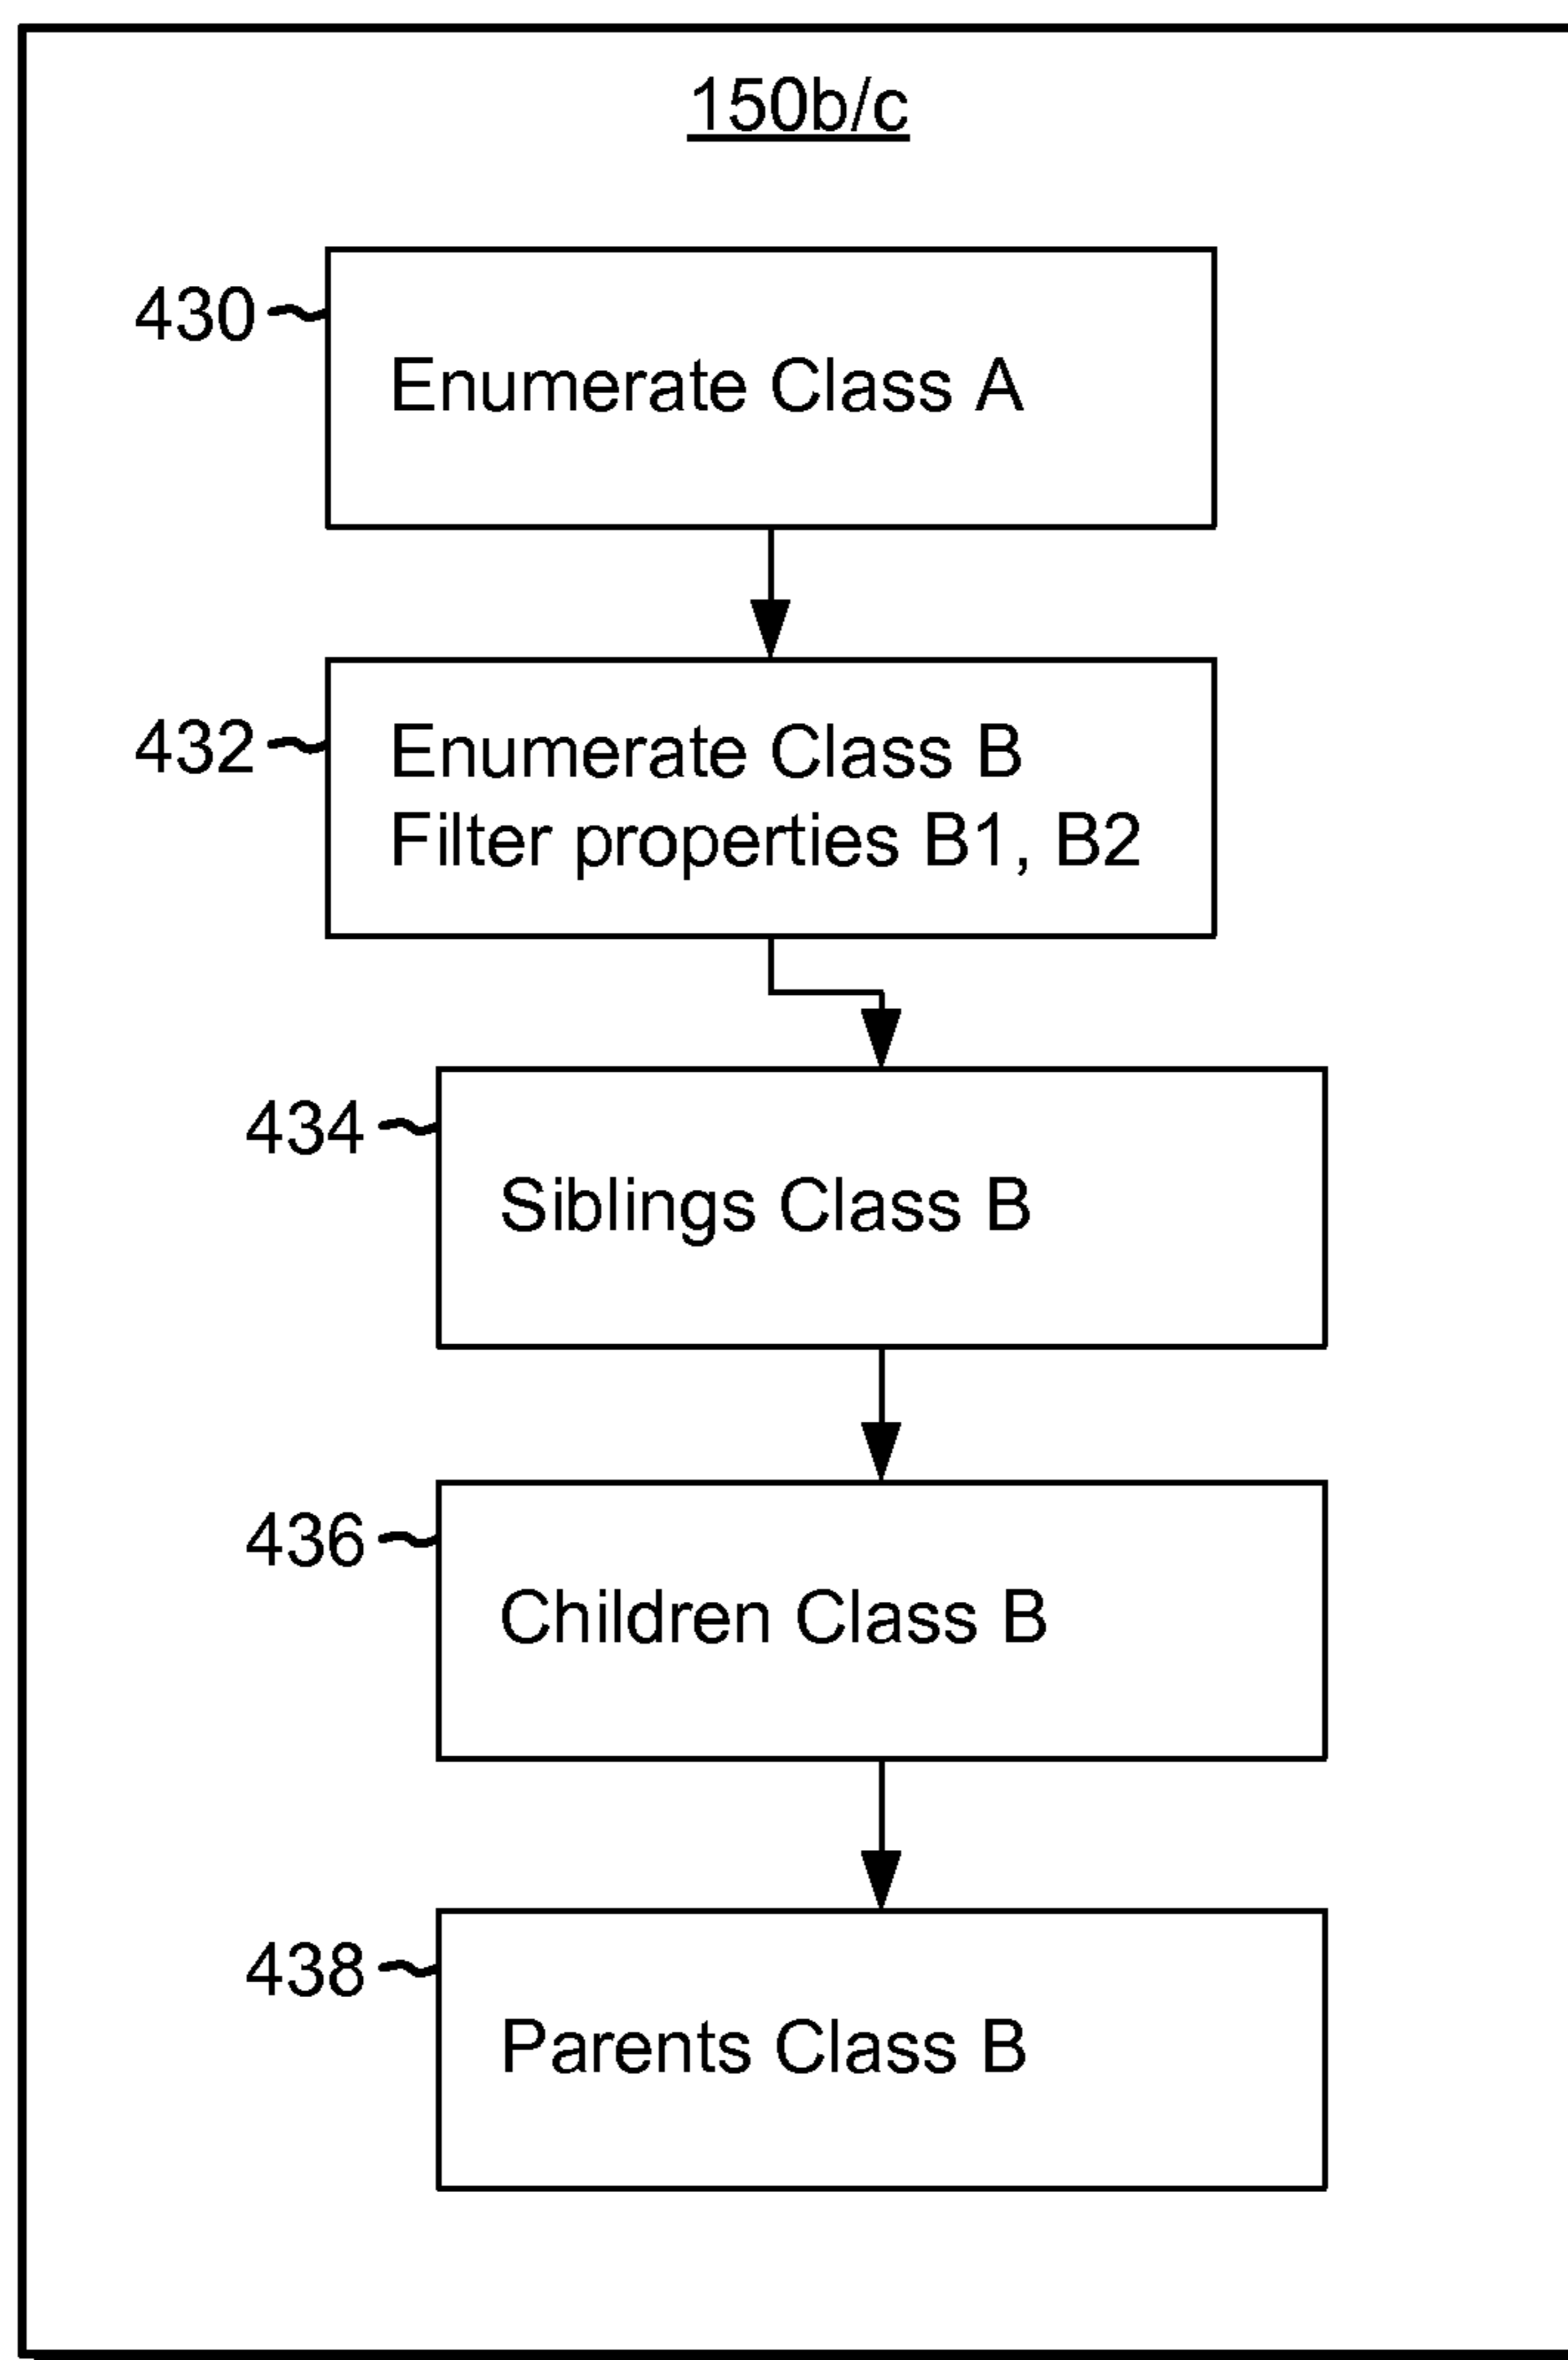 150b/c
430
Enumerate Class A
432
Enumerate Class B
Filter properties B1, B2
434
Siblings Class B
436
Children Class B
438
Parents Class B